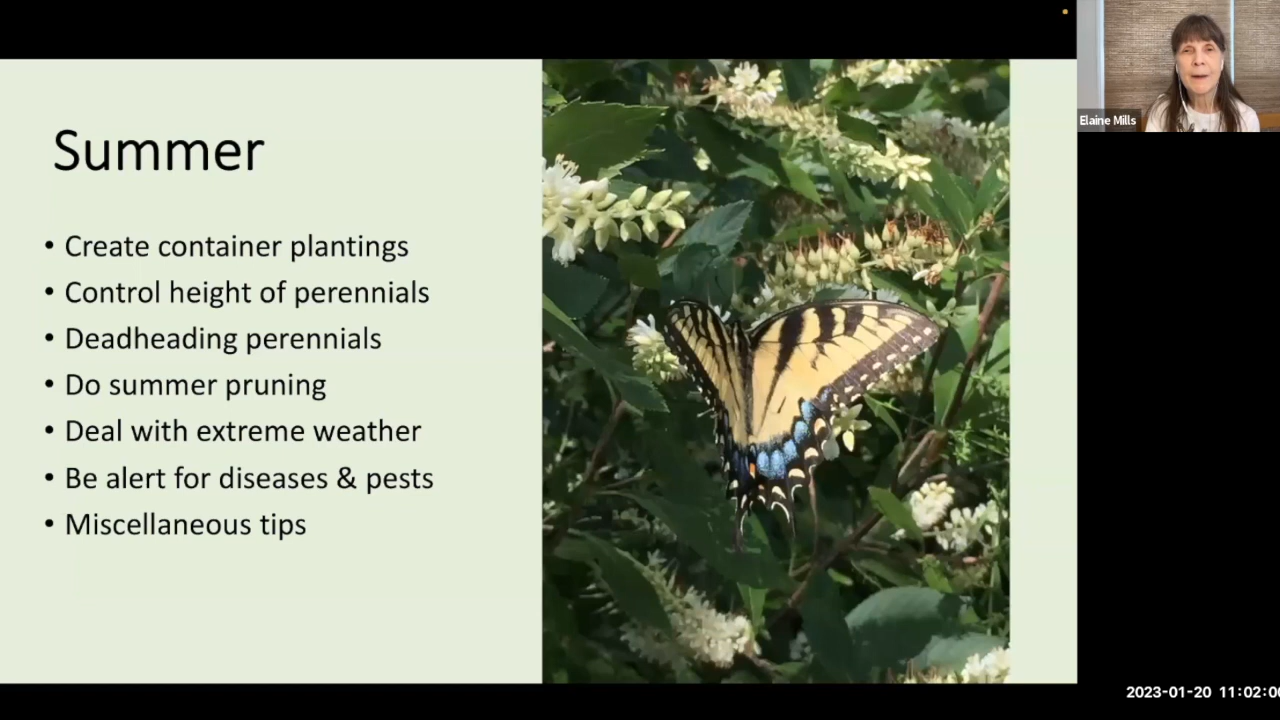 Elaine Mills
Summer
• Create container plantings
• Control height of perennials
• Deadheading perennials
• Do summer pruning
• Deal with extreme weather
• Be alert for diseases & pests
• Miscellaneous tips
2023-01-20 11:02:00